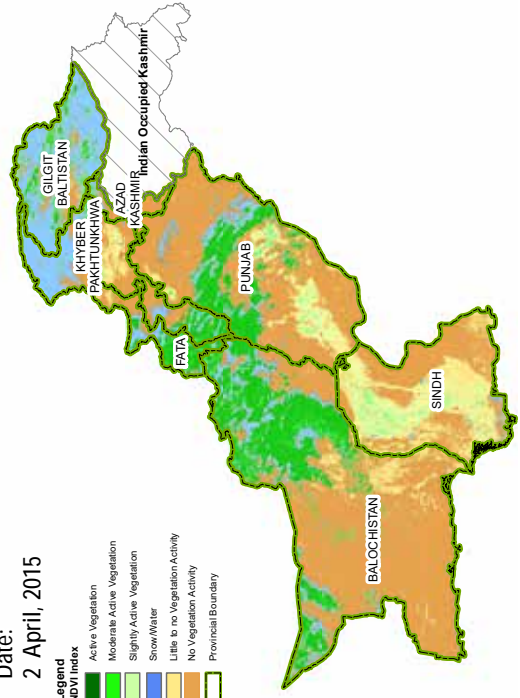 Date:
2 April, 2015
Legend
NDVI Index
Active Vegetation
Moderate Active Vegetation
Slightly Active Vegetation
Snow/Water
Little to no Vegetation Activity
No Vegetation Activity
Provincial Boundary
GILGIT
BALTISTAN
KHYBER
PAKHTUNKHWA
AZAD
KASHMIR
Indian Occupied Kashmir
FATA
PUNJAB
SINDH
BALOCHISTAN